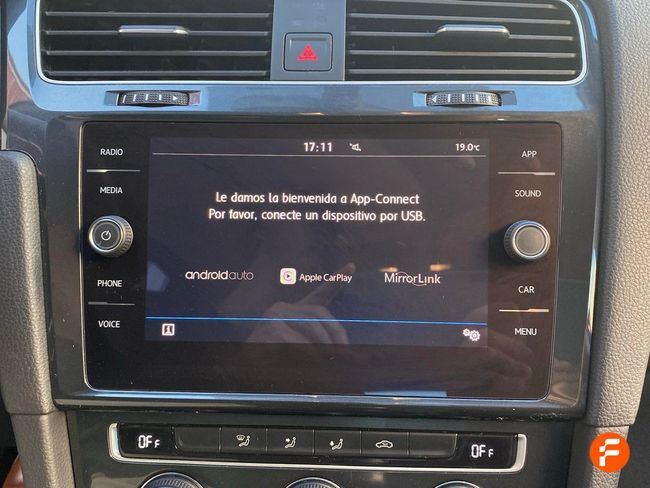 17:11 19.0°C
RADIO
MEDIA
PHONE
VOICE
Le damos la bienvenida a App-Connect
Por favor, conecte un dispositivo por USB.
androidauto Apple CarPlay MirrorLink
APP
SOUND
CAR
MENU
OFF OFF